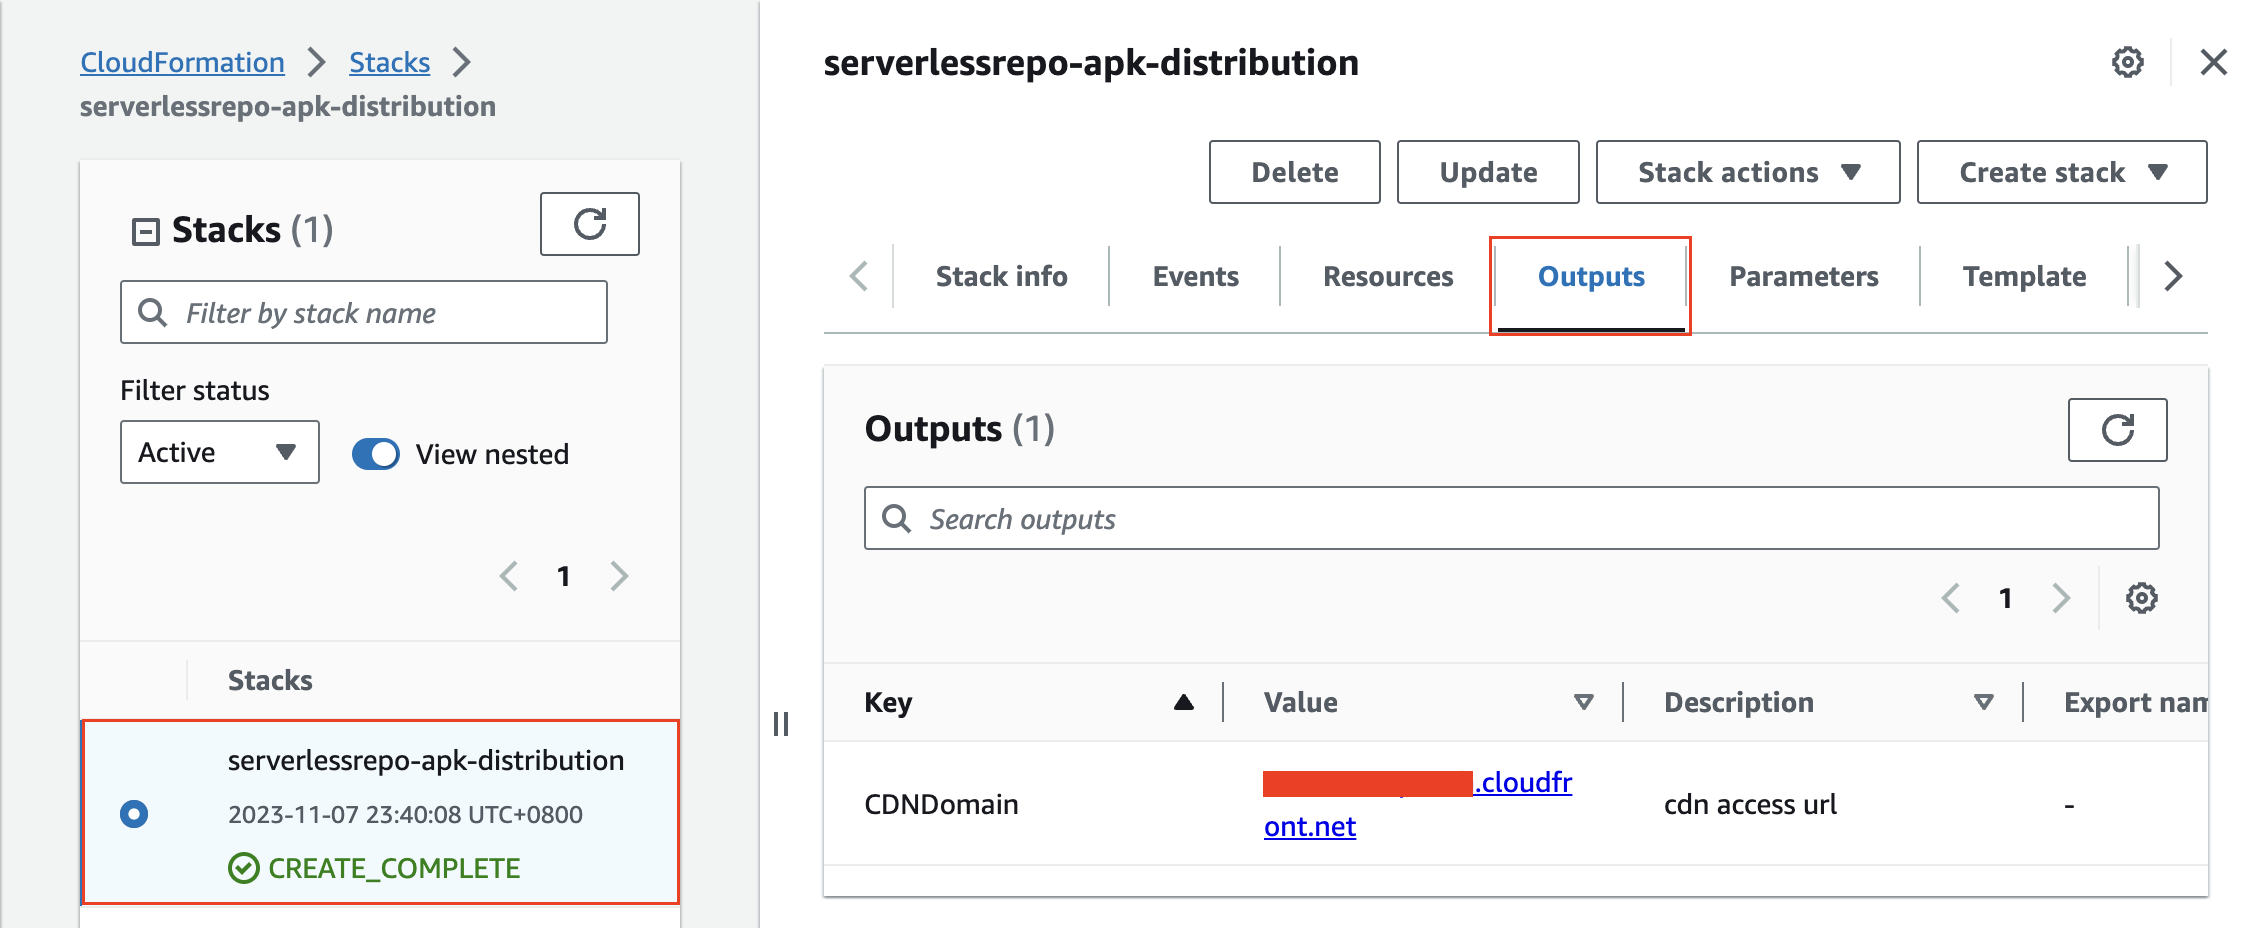 CloudFormation
Stacks
serverlessrepo-apk-distribution
Stacks (1)
Filter by stack name
Filter status
Active
View nested
1
Stacks
serverlessrepo-apk-distribution
2023-11-07 23:40:08 UTC+0800
CREATE_COMPLETE
serverlessrepo-apk-distribution
Delete
Update
Stack actions
Create stack
Stack info
Events
Resources
Outputs
Parameters
Template
Outputs (1)
Search outputs
1
Key
Value
Description
Export nam
CDNDomain
.cloudfr
ont.net
cdn access url
-